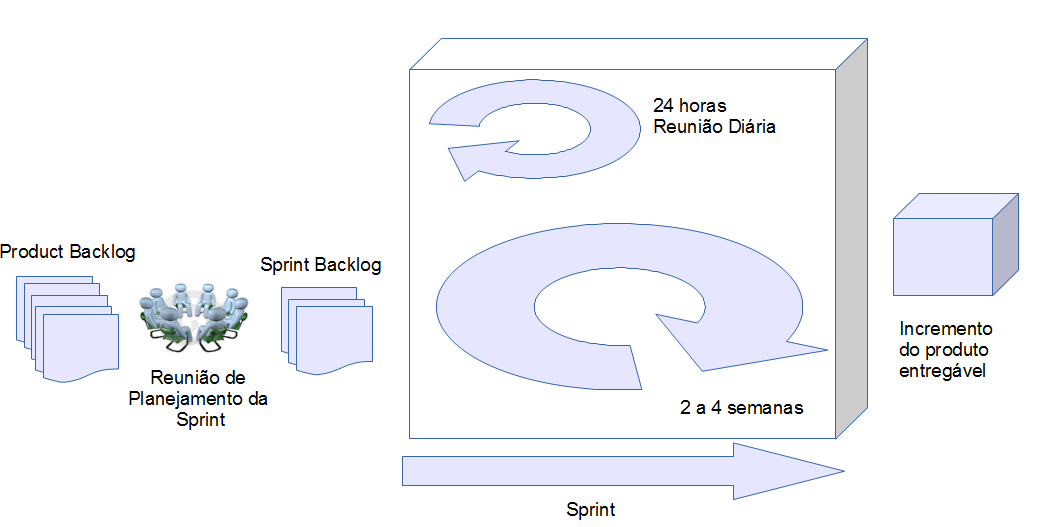 Product Backlog
Reunião de
Planejamento da
Sprint
Sprint Backlog
24 horas
Reunião Diária
2 a 4 semanas
Sprint
Incremento
do produto
entregável